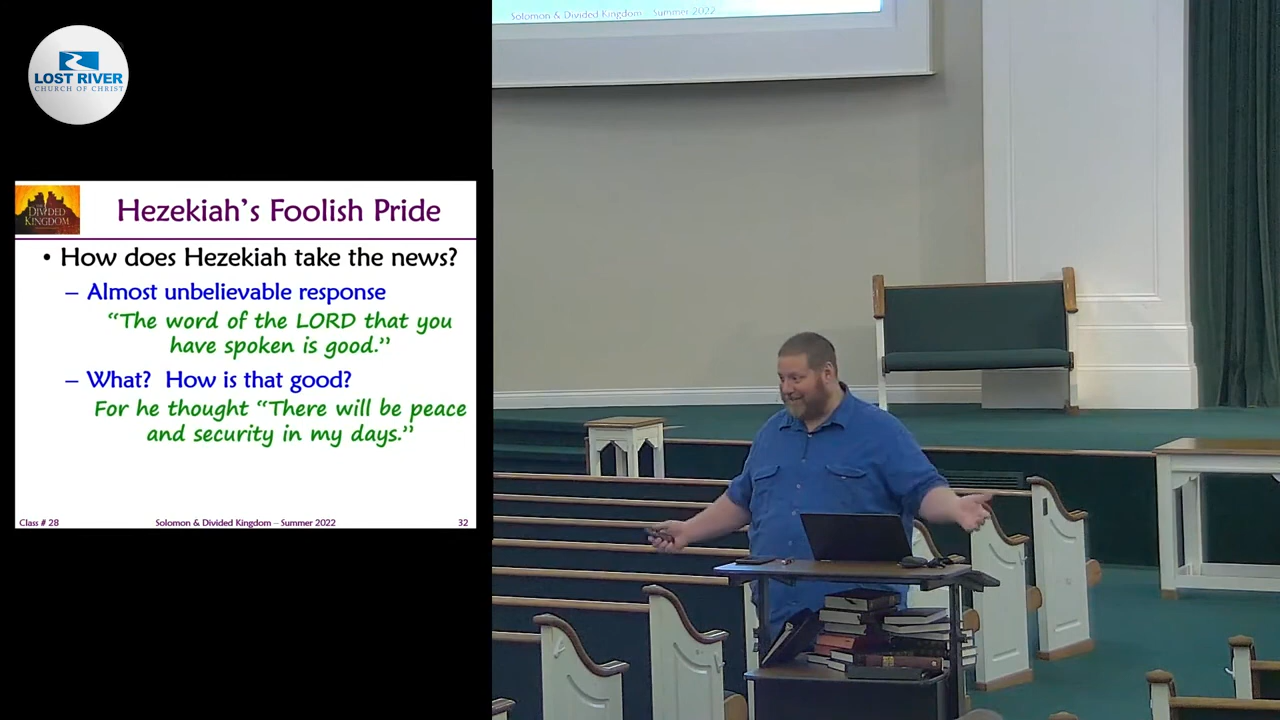 LOST RIVER
CHURCH OF CHRIST
Solomon & Divided Kingdom – Summer 2022
THE
DIVIDED
KINGDOM
Hezekiah's Foolish Pride
• How does Hezekiah take the news?
– Almost unbelievable response
"The word of the LORD that you
have spoken is good."
– What? How is that good?
For he thought "There will be peace
and security in my days."
Class # 28
Solomon & Divided Kingdom – Summer 2022
32